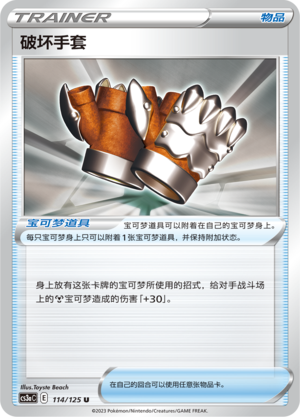 TRAINER 物品
破坏手套
宝可梦道具 宝可梦道具可以附着在自己的宝可梦身上。
每只宝可梦身上只可以附着1张宝可梦道具，并保持附加状态。
身上放有这张卡牌的宝可梦所使用的招式，给对手战斗场
上的宝可梦造成的伤害「+30」。
Illus.Toyste Beach
CS3aC E 114/125 U
在自己的回合可以使用任意张物品卡。
©2023 Pokémon/Nintendo/Creatures/GAME FREAK.